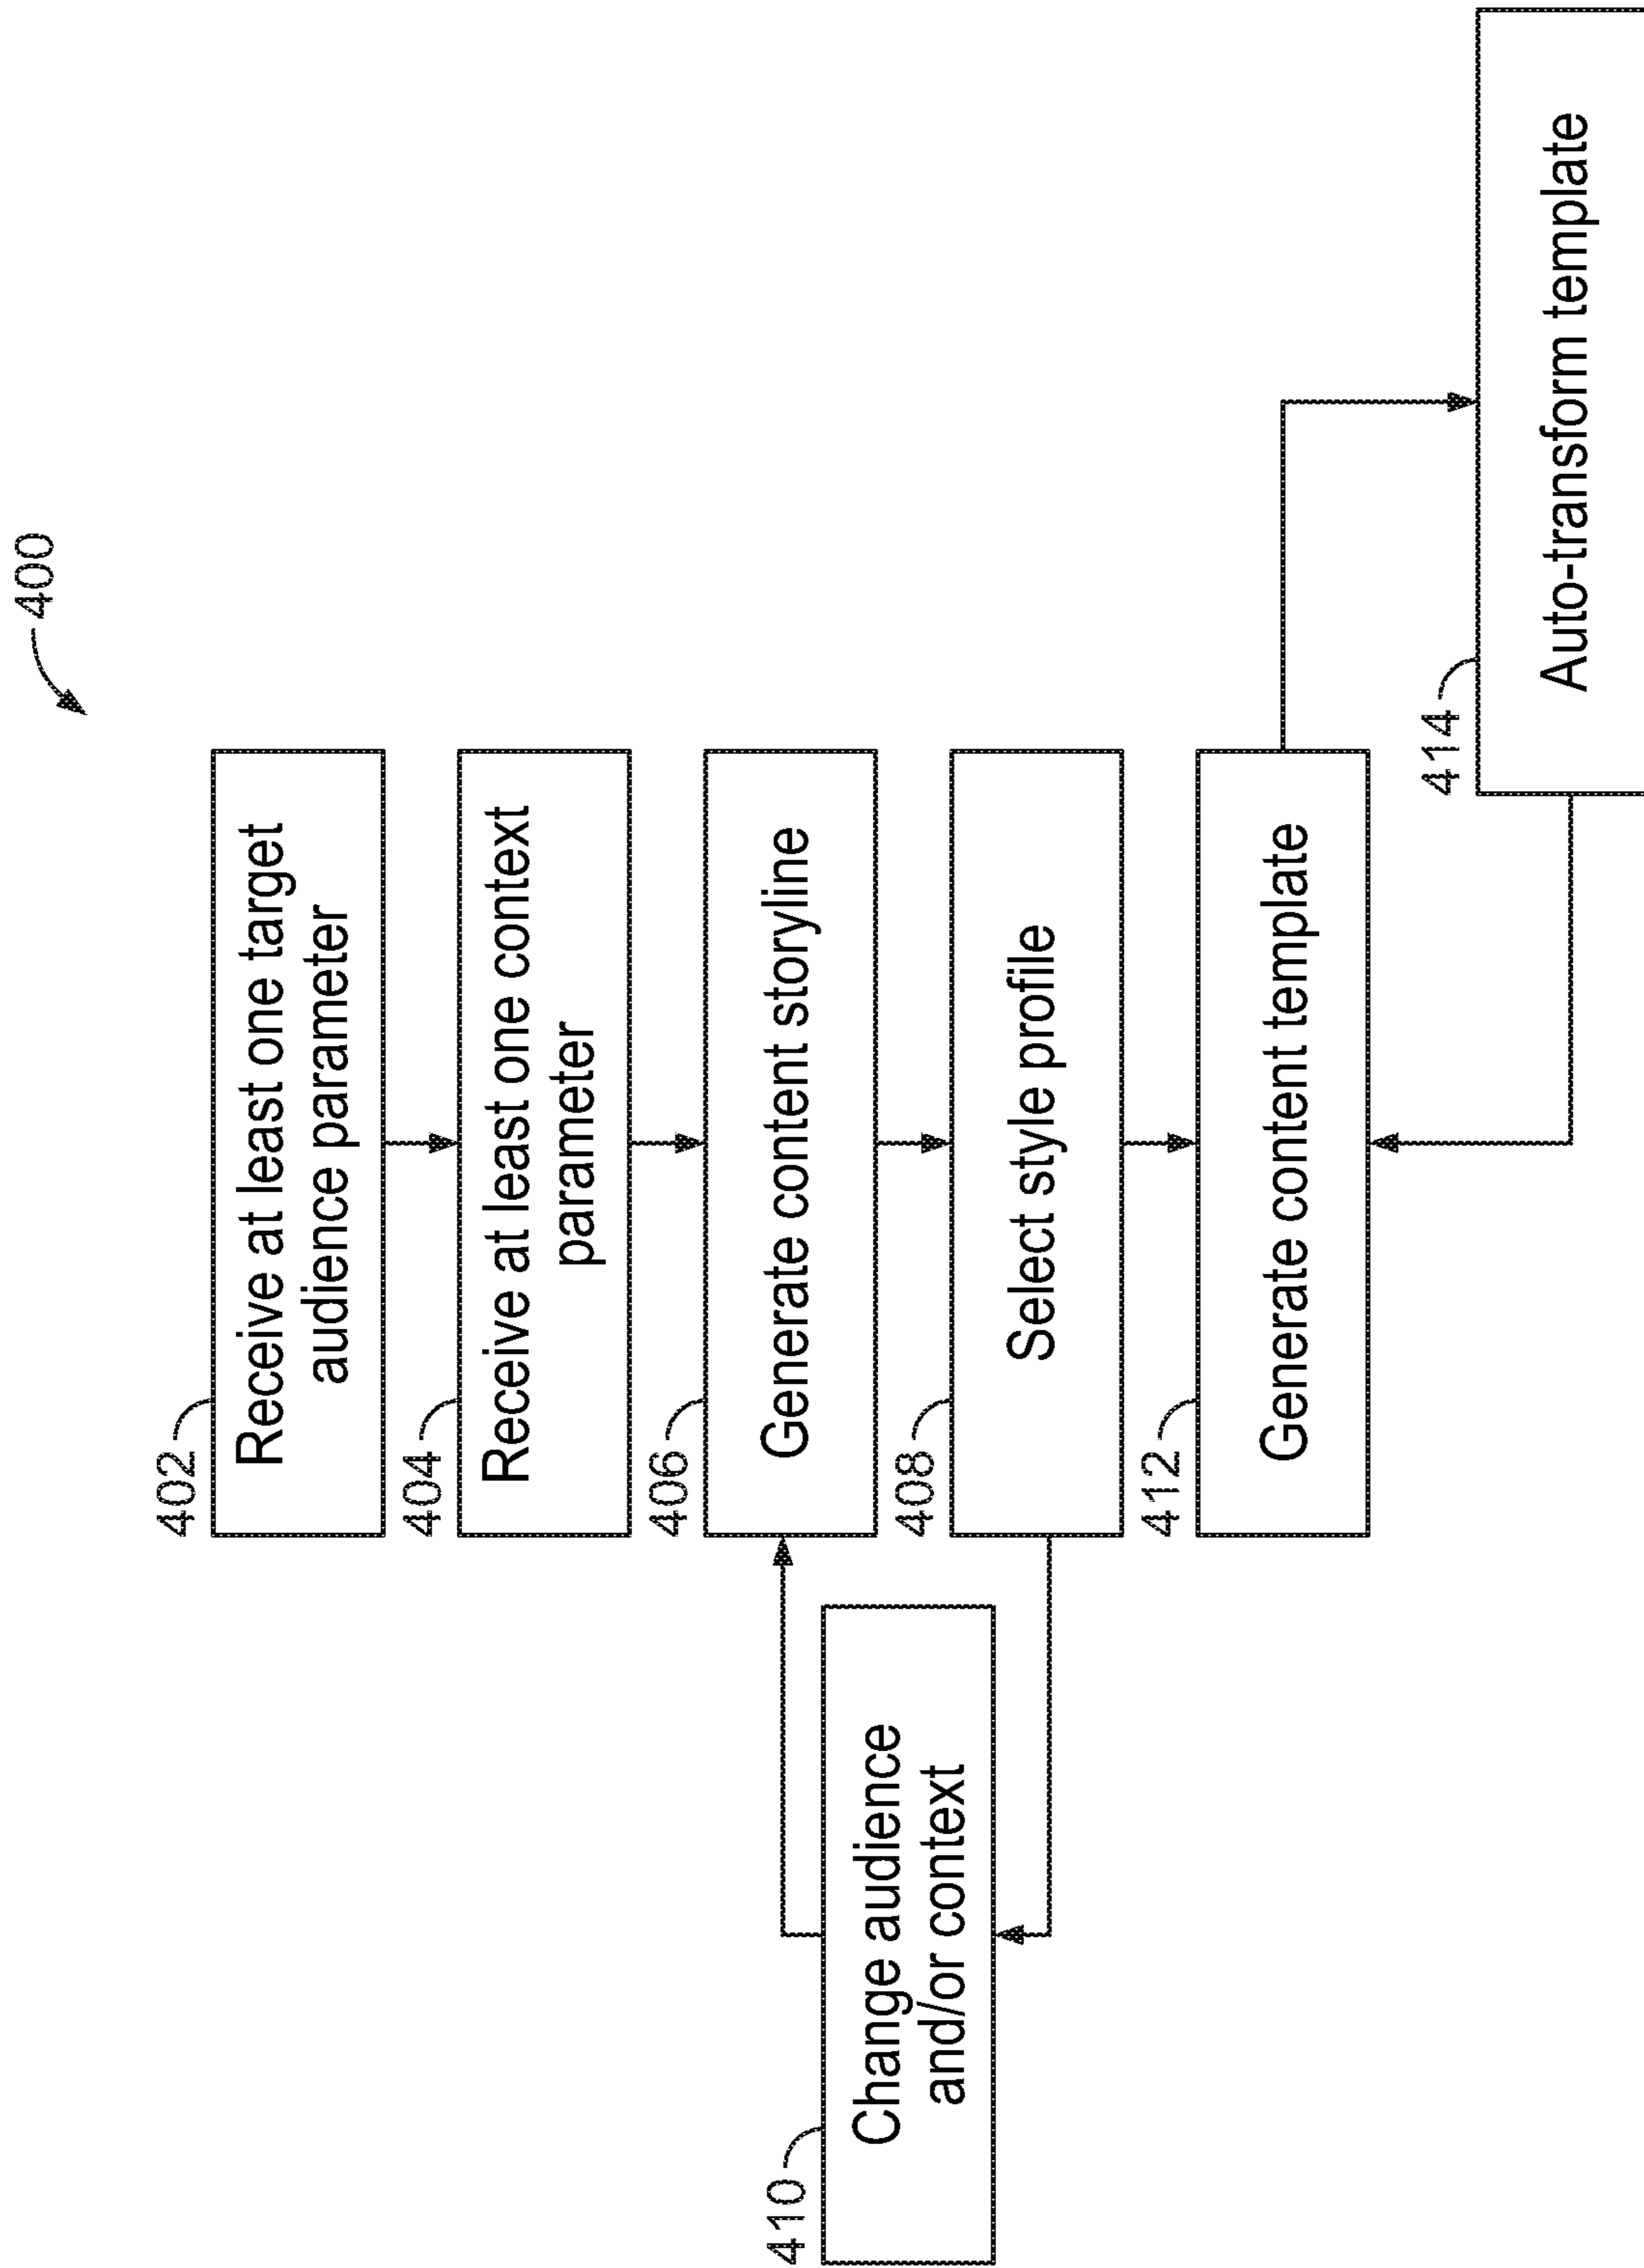 400
402
Receive at least one target
audience parameter
404
Receive at least one context
parameter
406
Generate content storyline
408
Select style profile
410
Change audience
and/or context
412
Generate content template
414
Auto-transform template